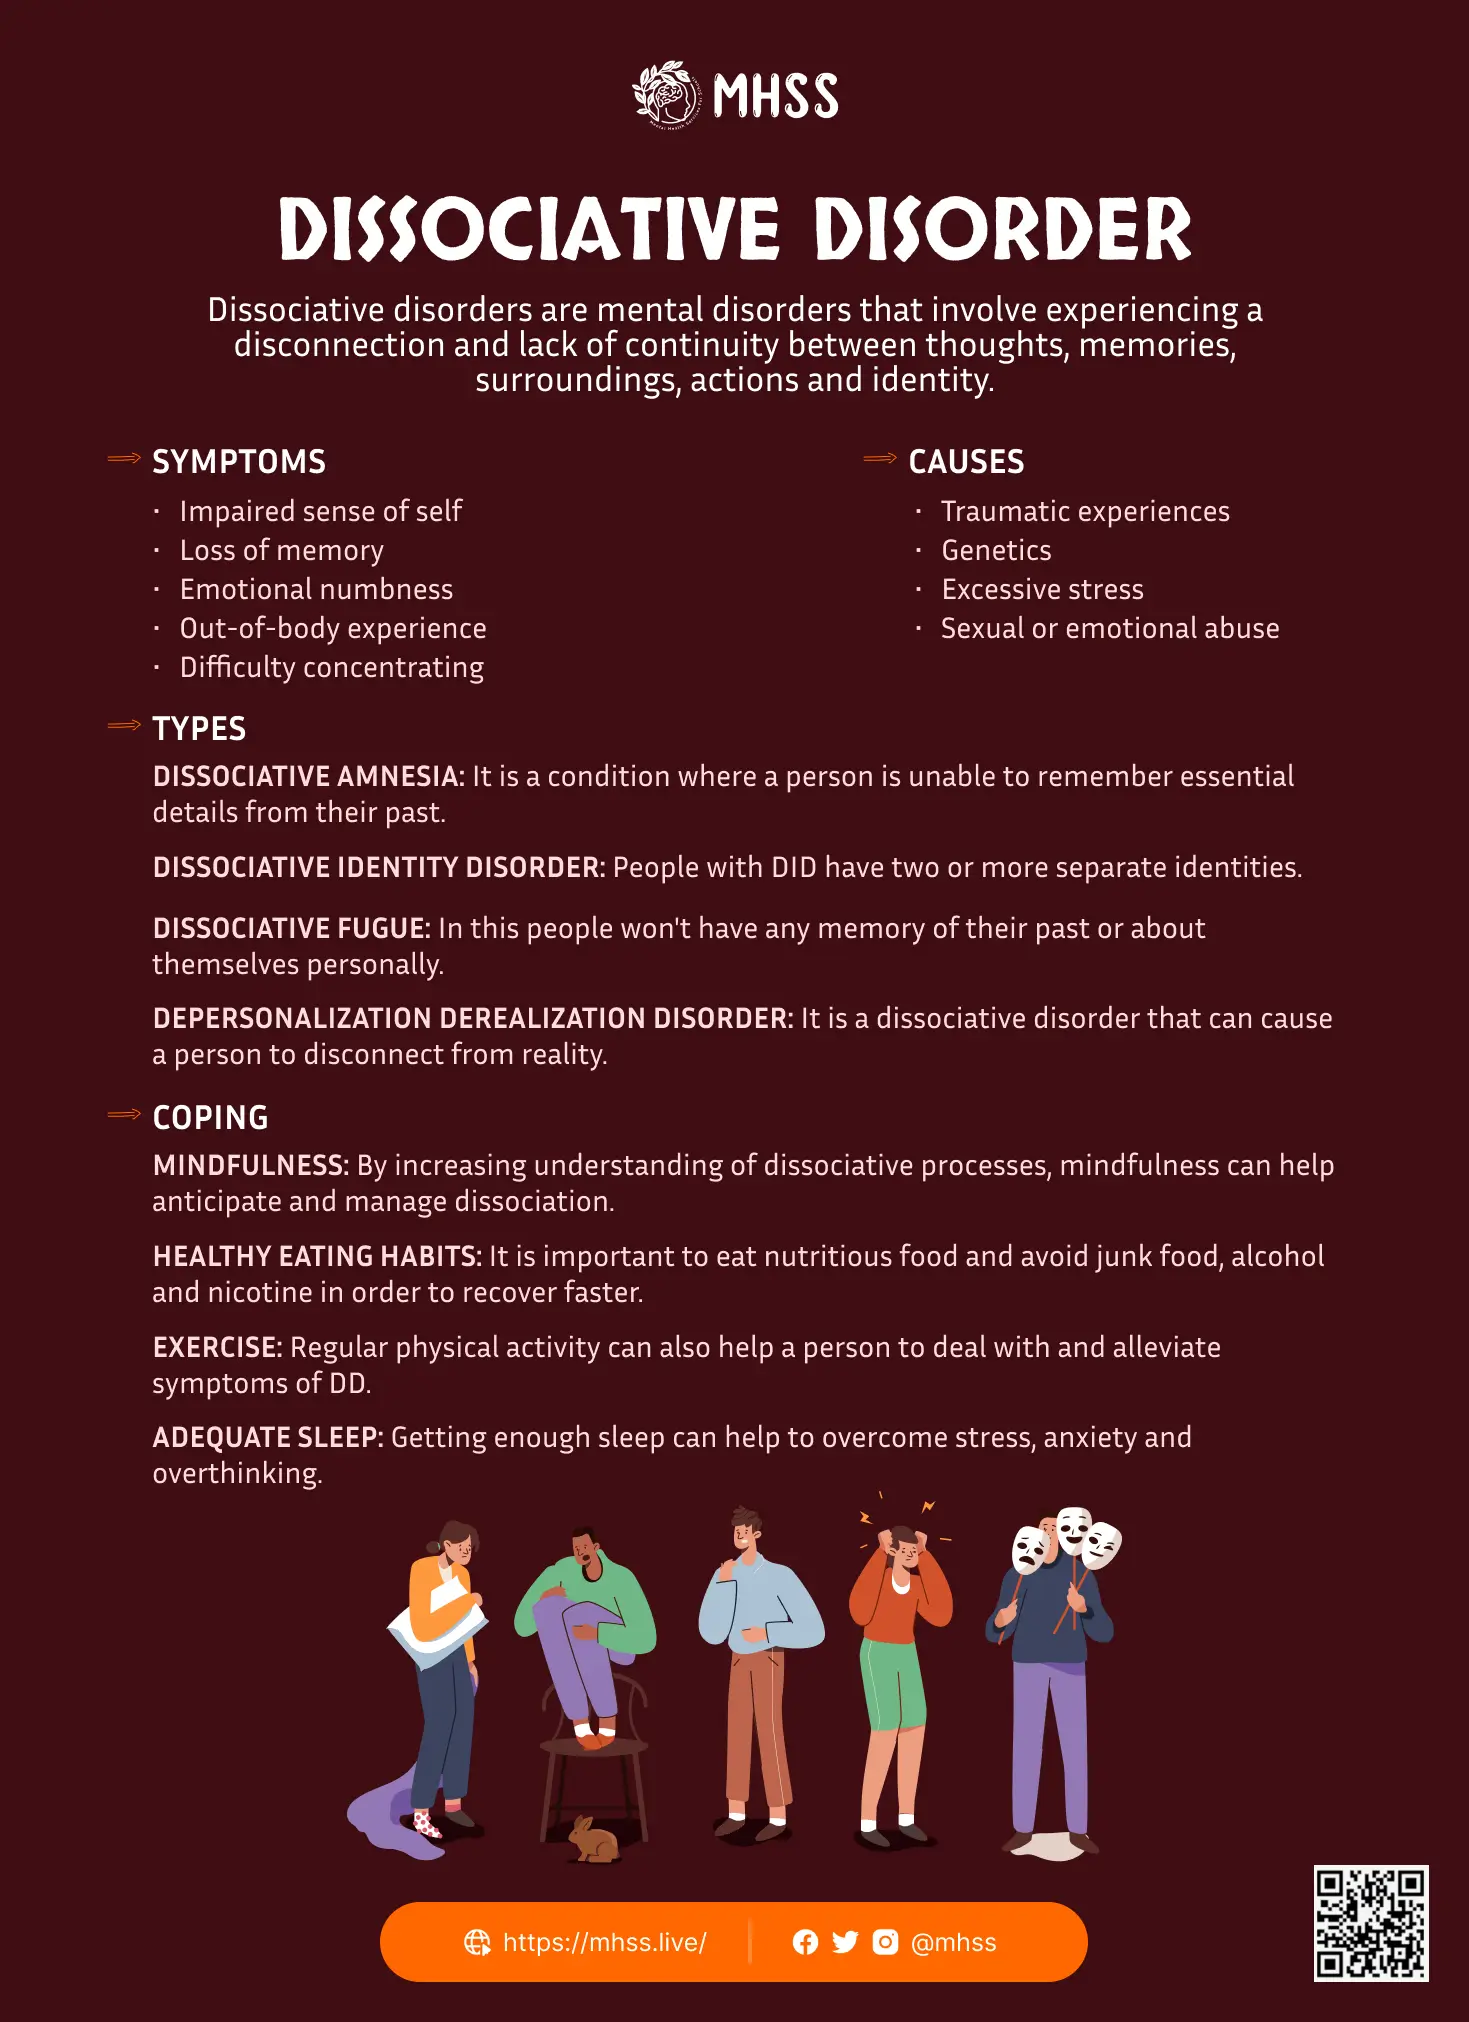 MHSS
DISSOCIATIVE DISORDER
Dissociative disorders are mental disorders that involve experiencing a
disconnection and lack of continuity between thoughts, memories,
surroundings, actions and identity.
SYMPTOMS
· Impaired sense of self
· Loss of memory
· Emotional numbness
· Out-of-body experience
· Difficulty concentrating
CAUSES
· Traumatic experiences
· Genetics
· Excessive stress
· Sexual or emotional abuse
TYPES
DISSOCIATIVE AMNESIA: It is a condition where a person is unable to remember essential
details from their past.
DISSOCIATIVE IDENTITY DISORDER: People with DID have two or more separate identities.
DISSOCIATIVE FUGUE: In this people won't have any memory of their past or about
themselves personally.
DEPERSONALIZATION DEREALIZATION DISORDER: It is a dissociative disorder that can cause
a person to disconnect from reality.
COPING
MINDFULNESS: By increasing understanding of dissociative processes, mindfulness can help
anticipate and manage dissociation.
HEALTHY EATING HABITS: It is important to eat nutritious food and avoid junk food, alcohol
and nicotine in order to recover faster.
EXERCISE: Regular physical activity can also help a person to deal with and alleviate
symptoms of DD.
ADEQUATE SLEEP: Getting enough sleep can help to overcome stress, anxiety and
overthinking.
https://mhss.live/
@mhss